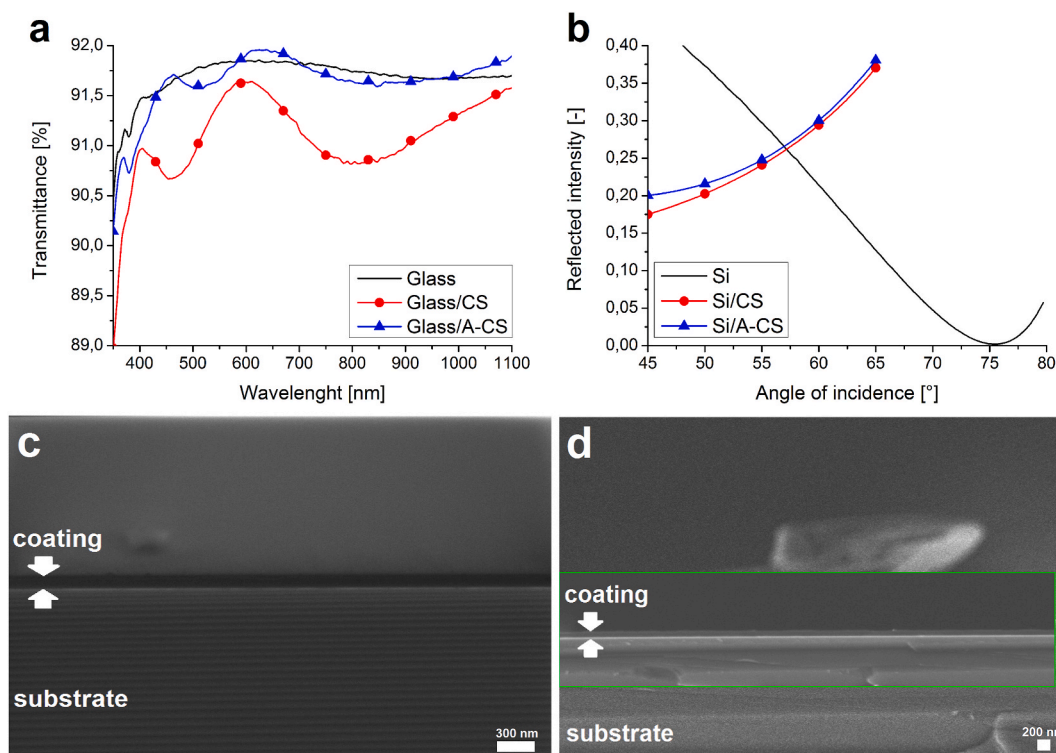 a
92,0
91,5
91,0
90,5
90,0
89,5
89,0
Transmittance [%]
400 500 600 700 800 900 1000 1100
Wavelenght [nm]
Glass
Glass/CS
Glass/A-CS
b
0,40
0,35
0,30
0,25
0,20
0,15
0,10
0,05
0,00
Reflected intensity [-]
45 50 55 60 65 70 75 80
Angle of incidence [°]
Si
Si/CS
Si/A-CS
c
coating
substrate
300 nm
d
coating
substrate
200 nm